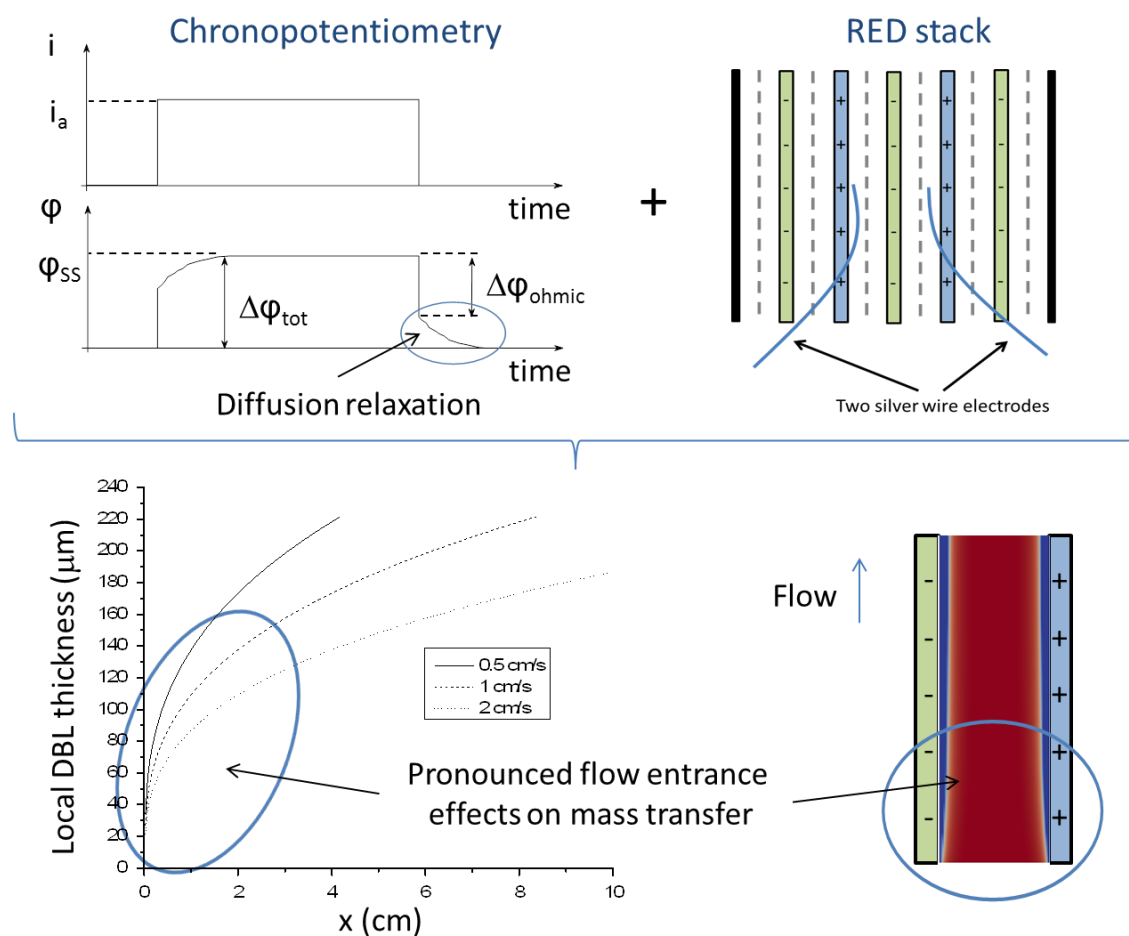 Chronopotentiometry
i
iₐ
time
φ
φSS
Δφtot
Δφohmic
time
Diffusion relaxation
RED stack
- + - + -
- + - + -
- + - + -
- + - + -
- + - + -
+
Two silver wire electrodes
Local DBL thickness (µm)
240
220
200
180
160
140
120
100
80
60
40
20
0
0 2 4 6 8 10
x (cm)
0.5 cm/s
1 cm/s
2 cm/s
Pronounced flow entrance
effects on mass transfer
Flow
- +
- +
- +
- +
- +